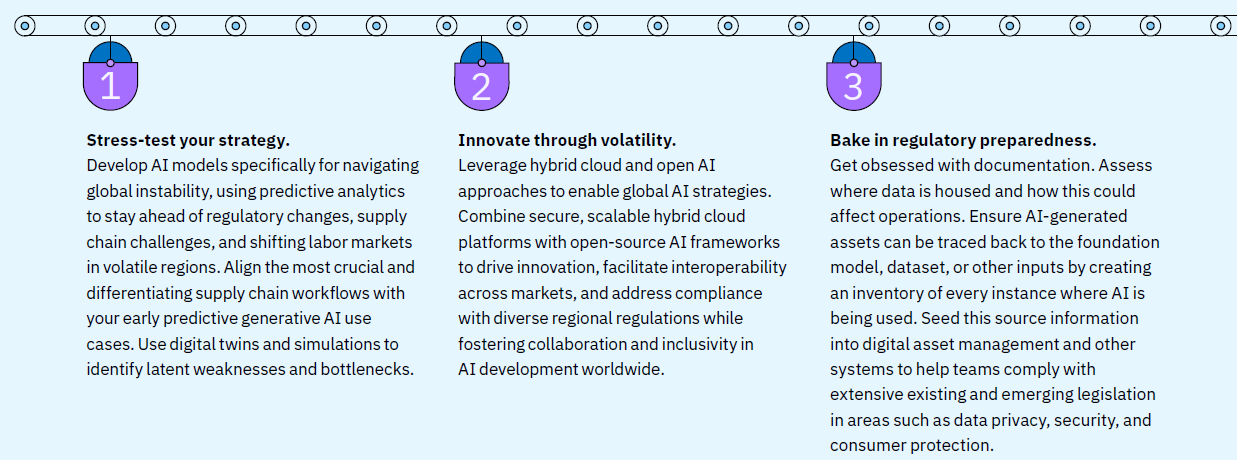 1
Stress-test your strategy.
Develop AI models specifically for navigating
global instability, using predictive analytics
to stay ahead of regulatory changes, supply
chain challenges, and shifting labor markets
in volatile regions. Align the most crucial and
differentiating supply chain workflows with
your early predictive generative AI use
cases. Use digital twins and simulations to
identify latent weaknesses and bottlenecks.
2
Innovate through volatility.
Leverage hybrid cloud and open AI
approaches to enable global AI strategies.
Combine secure, scalable hybrid cloud
platforms with open-source AI frameworks
to drive innovation, facilitate interoperability
across markets, and address compliance
with diverse regional regulations while
fostering collaboration and inclusivity in
AI development worldwide.
3
Bake in regulatory preparedness.
Get obsessed with documentation. Assess
where data is housed and how this could
affect operations. Ensure AI-generated
assets can be traced back to the foundation
model, dataset, or other inputs by creating
an inventory of every instance where AI is
being used. Seed this source information
into digital asset management and other
systems to help teams comply with
extensive existing and emerging legislation
in areas such as data privacy, security, and
consumer protection.